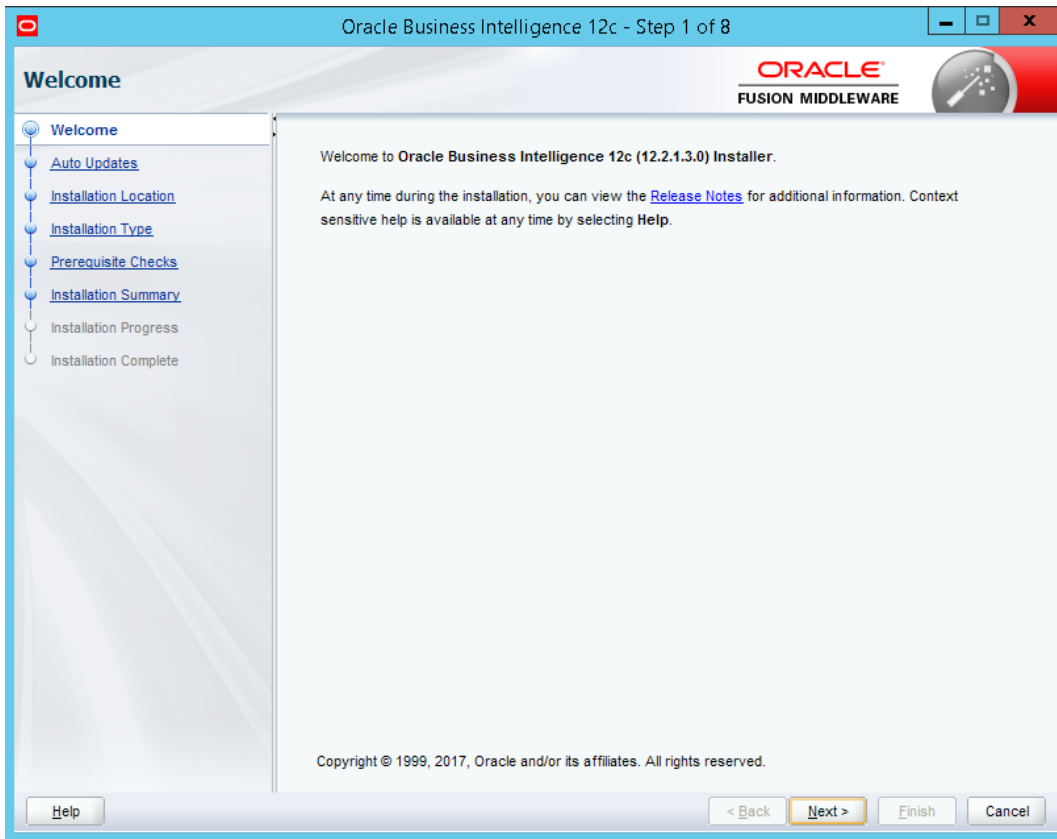 Oracle Business Intelligence 12c - Step 1 of 8
Welcome
ORACLE®
FUSION MIDDLEWARE
Welcome
Auto Updates
Installation Location
Installation Type
Prerequisite Checks
Installation Summary
Installation Progress
Installation Complete
Welcome to Oracle Business Intelligence 12c (12.2.1.3.0) Installer.
At any time during the installation, you can view the Release Notes for additional information. Context
sensitive help is available at any time by selecting Help.
Copyright © 1999, 2017, Oracle and/or its affiliates. All rights reserved.
Help
< Back
Next >
Finish
Cancel